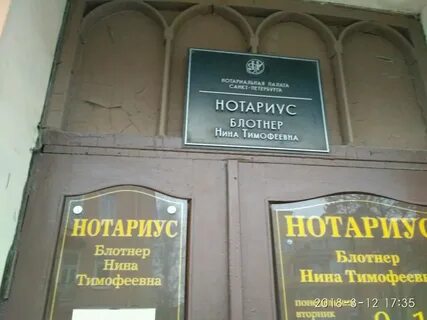 НОТАРИАЛЬНАЯ ПАЛАТА
САНКТ-ПЕТЕРБУРГА
НОТАРИУС
БЛОТНЕР
НИНА ТИМОФЕЕВНА
НОТАРИУС
Блотнер
Нина
Тимофеевна
НОТАРИУС
Блотнер
Нина Тимофеевна
вторник
2018-3-12 17:35